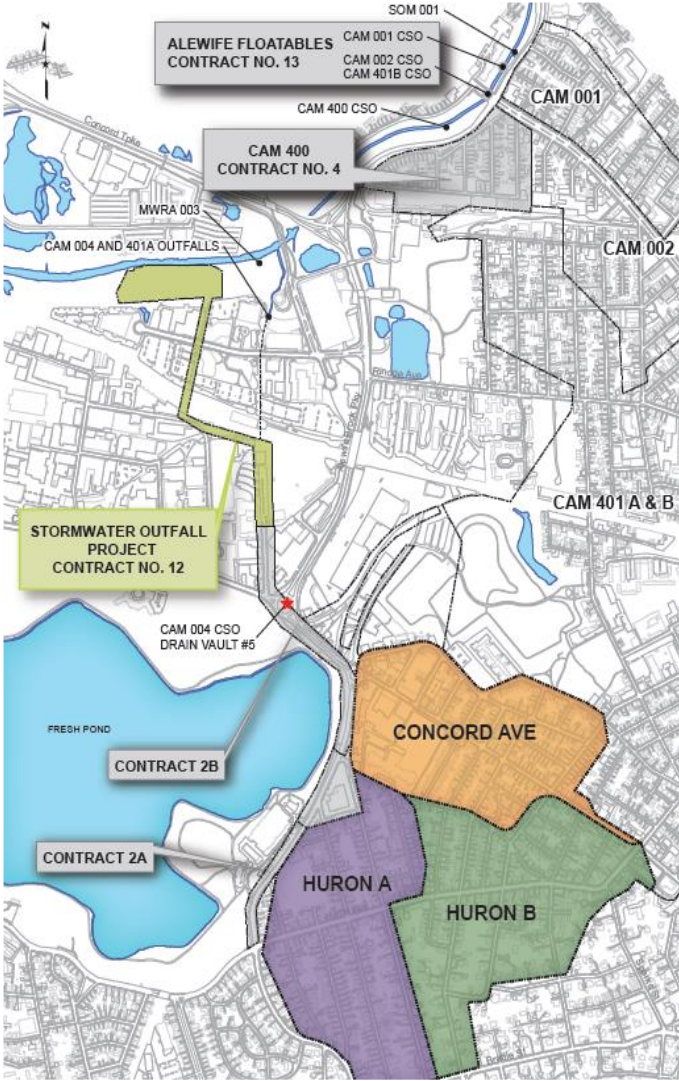 SOM 001
ALEWIFE FLOATABLES
CONTRACT NO. 13
CAM 001 CSO
CAM 002 CSO
CAM 401B CSO
CAM 001
CAM 400 CSO
N
Concord Tpke
CAM 400
CONTRACT NO. 4
MWRA 003
CAM 004 AND 401A OUTFALLS
CAM 002
Rindge Ave
CAM 401 A & B
STORMWATER OUTFALL
PROJECT
CONTRACT NO. 12
CAM 004 CSO
DRAIN VAULT #5
FRESH POND
CONCORD AVE
CONTRACT 2B
CONTRACT 2A
HURON A
HURON B